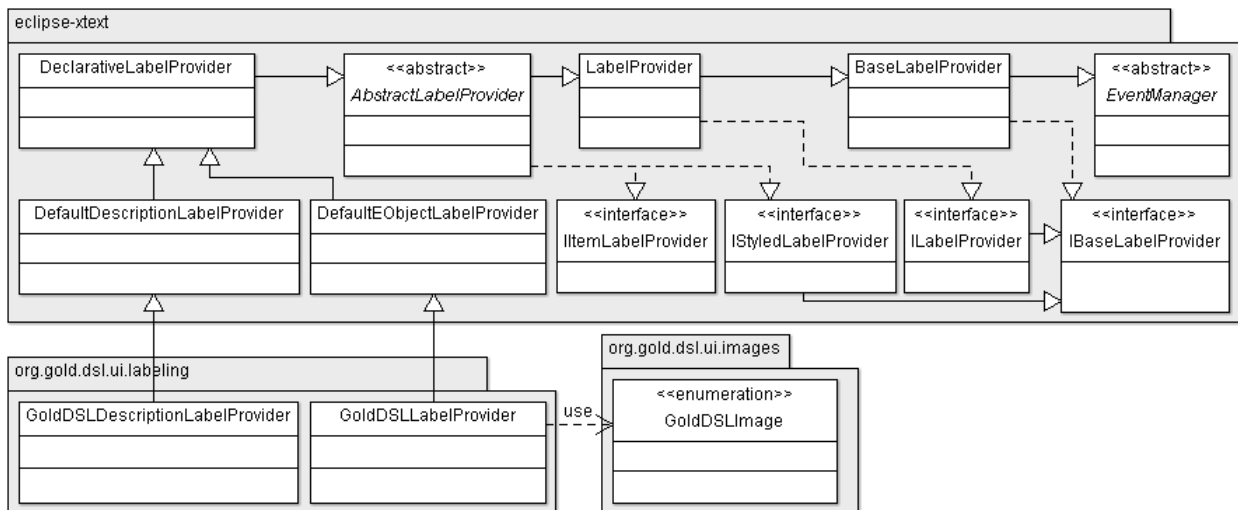 eclipse-xtext
DeclarativeLabelProvider
<<abstract>>
AbstractLabelProvider
LabelProvider
BaseLabelProvider
<<abstract>>
EventManager
DefaultDescriptionLabelProvider
DefaultEObjectLabelProvider
<<interface>>
IItemLabelProvider
<<interface>>
IStyledLabelProvider
<<interface>>
ILabelProvider
<<interface>>
IBaseLabelProvider
org.gold.dsl.ui.labeling
GoldDSLDescriptionLabelProvider
GoldDSLLabelProvider
use
org.gold.dsl.ui.images
<<enumeration>>
GoldDSLImage